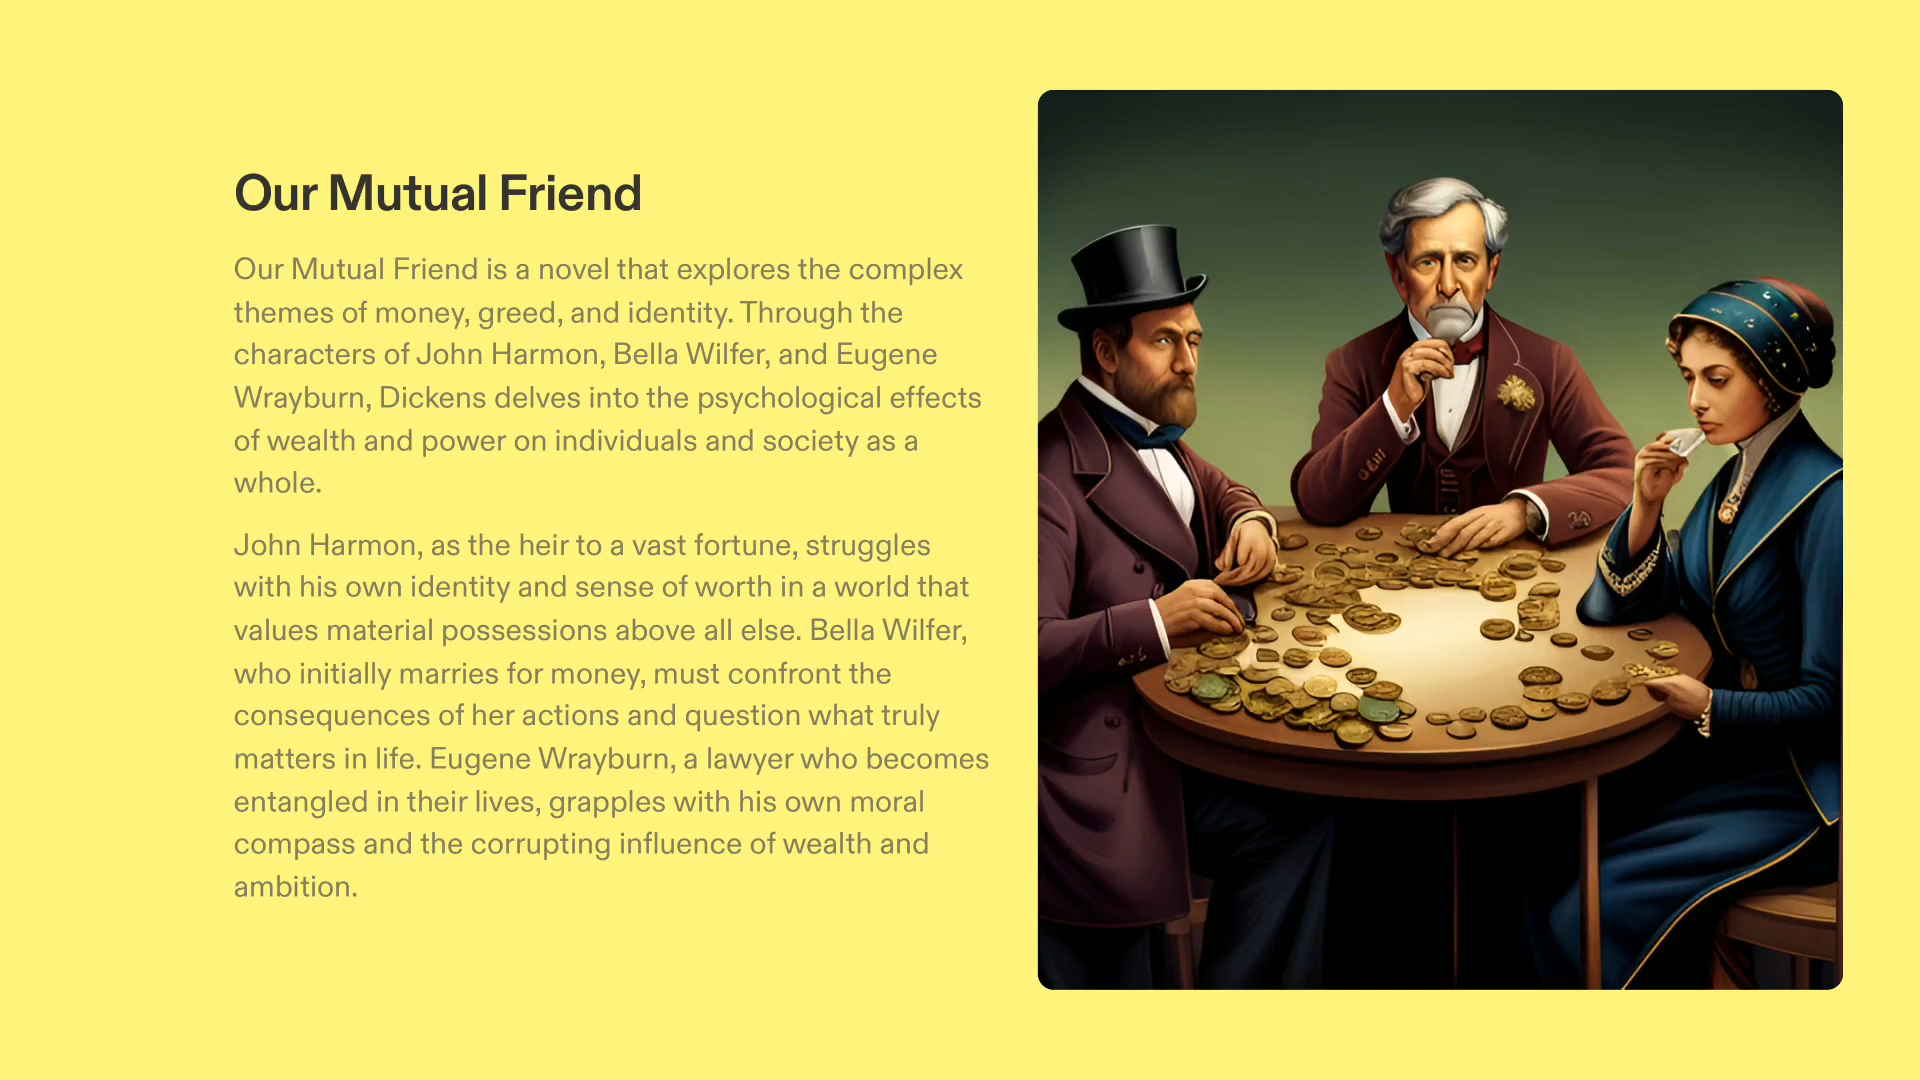 Our Mutual Friend
Our Mutual Friend is a novel that explores the complex
themes of money, greed, and identity. Through the
characters of John Harmon, Bella Wilfer, and Eugene
Wrayburn, Dickens delves into the psychological effects
of wealth and power on individuals and society as a
whole.
John Harmon, as the heir to a vast fortune, struggles
with his own identity and sense of worth in a world that
values material possessions above all else. Bella Wilfer,
who initially marries for money, must confront the
consequences of her actions and question what truly
matters in life. Eugene Wrayburn, a lawyer who becomes
entangled in their lives, grapples with his own moral
compass and the corrupting influence of wealth and
ambition.